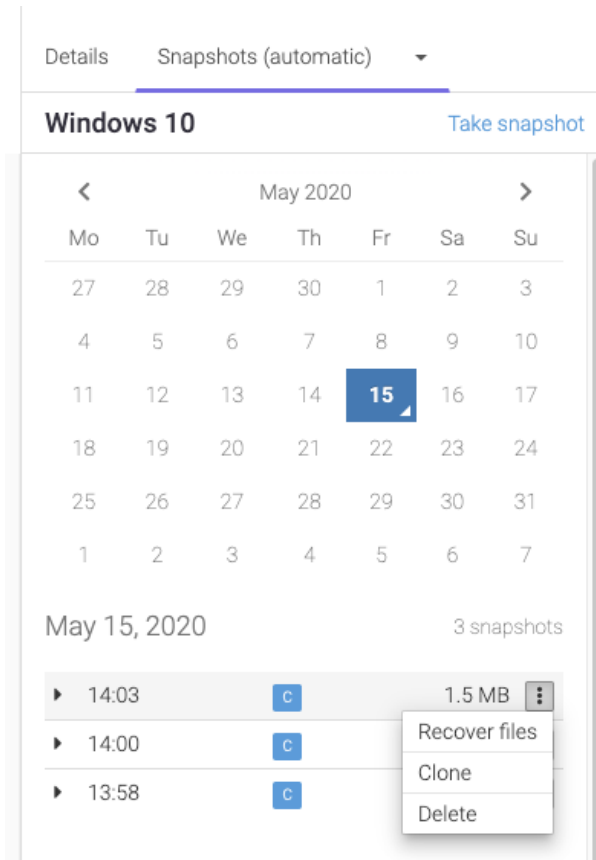 Details Snapshots (automatic)
Windows 10 Take snapshot
May 2020
Mo Tu We Th Fr Sa Su
27 28 29 30 1 2 3
4 5 6 7 8 9 10
11 12 13 14 15 16 17
18 19 20 21 22 23 24
25 26 27 28 29 30 31
1 2 3 4 5 6 7
May 15, 2020 3 snapshots
14:03 C 1.5 MB
Recover files
14:00 C
Clone
13:58 C
Delete